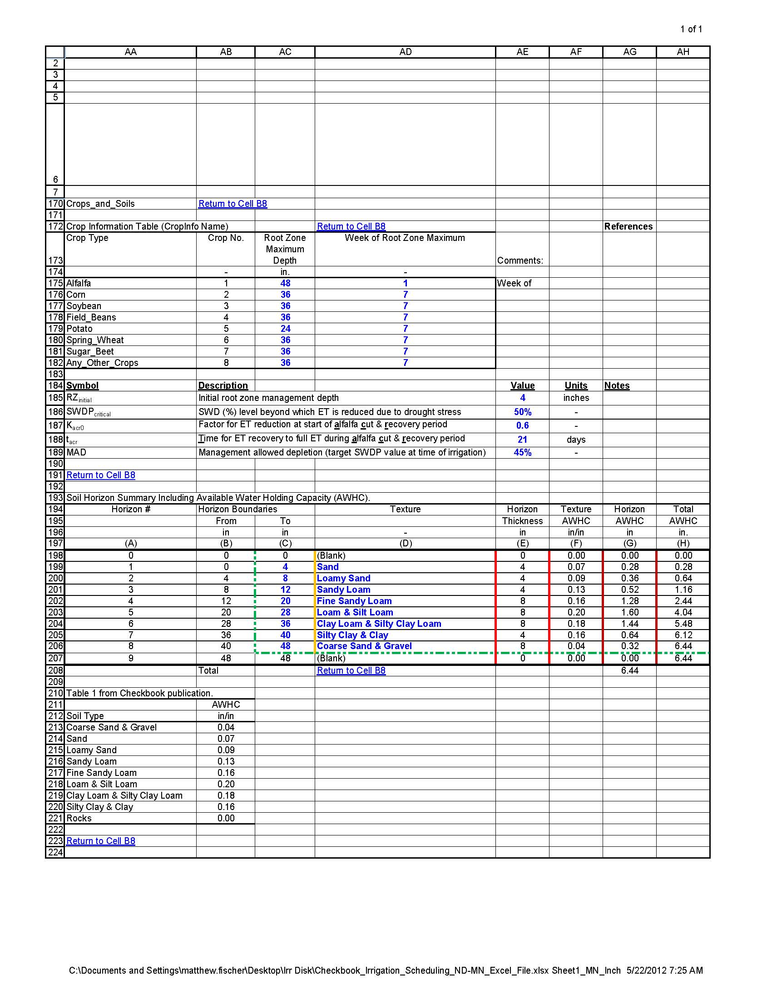 1 of 1
AA AB AC AD AE AF AG AH
2
3
4
5
6
7
170 Crops_and_Soils Return to Cell B8
171
172 Crop Information Table (CropInfo Name) Return to Cell B8 References
Crop Type Crop No. Root Zone Week of Root Zone Maximum
Maximum
173 Depth Comments:
174 - in. -
175 Alfalfa 1 48 1 Week of
176 Corn 2 36 7
177 Soybean 3 36 7
178 Field_Beans 4 36 7
179 Potato 5 24 7
180 Spring_Wheat 6 36 7
181 Sugar_Beet 7 36 7
182 Any_Other_Crops 8 36 7
183
184 Symbol Description Value Units Notes
185 RZinitial Initial root zone management depth 4 inches
186 SWDPcritical SWD (%) level beyond which ET is reduced due to drought stress 50% -
187 Kacr0 Factor for ET reduction at start of alfalfa cut & recovery period 0.6 -
188 tacr Time for ET recovery to full ET during alfalfa cut & recovery period 21 days
189 MAD Management allowed depletion (target SWDP value at time of irrigation) 45% -
190
191 Return to Cell B8
192
193 Soil Horizon Summary Including Available Water Holding Capacity (AWHC).
194 Horizon # Horizon Boundaries Texture Horizon Texture Horizon Total
195 From To Thickness AWHC AWHC AWHC
196 in in - in in/in in in.
197 (A) (B) (C) (D) (E) (F) (G) (H)
198 0 0 0 (Blank) 0 0.00 0.00 0.00
199 1 0 4 Sand 4 0.07 0.28 0.28
200 2 4 8 Loamy Sand 4 0.09 0.36 0.64
201 3 8 12 Sandy Loam 4 0.13 0.52 1.16
202 4 12 20 Fine Sandy Loam 8 0.16 1.28 2.44
203 5 20 28 Loam & Silt Loam 8 0.20 1.60 4.04
204 6 28 36 Clay Loam & Silty Clay Loam 8 0.18 1.44 5.48
205 7 36 40 Silty Clay & Clay 4 0.16 0.64 6.12
206 8 40 48 Coarse Sand & Gravel 8 0.04 0.32 6.44
207 9 48 48 (Blank) 0 0.00 0.00 6.44
208 Total Return to Cell B8 6.44
209
210 Table 1 from Checkbook publication.
211 AWHC
212 Soil Type in/in
213 Coarse Sand & Gravel 0.04
214 Sand 0.07
215 Loamy Sand 0.09
216 Sandy Loam 0.13
217 Fine Sandy Loam 0.16
218 Loam & Silt Loam 0.20
219 Clay Loam & Silty Clay Loam 0.18
220 Silty Clay & Clay 0.16
221 Rocks 0.00
222
223 Return to Cell B8
224
C:\Documents and Settings\matthew.fischer\Desktop\Irr Disk\Checkbook_Irrigation_Scheduling_ND-MN_Excel_File.xlsx Sheet1_MN_Inch 5/22/2012 7:25 AM